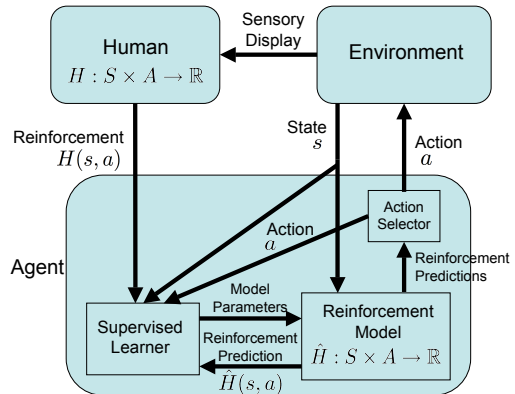 Human
H : S × A → ℝ
Sensory
Display
Environment
Reinforcement
H(s, a)
State
s
Action
a
Agent
Action
a
Action
Selector
Reinforcement
Predictions
Model
Parameters
Supervised
Learner
Reinforcement
Prediction
Ĥ(s, a)
Reinforcement
Model
Ĥ : S × A → ℝ